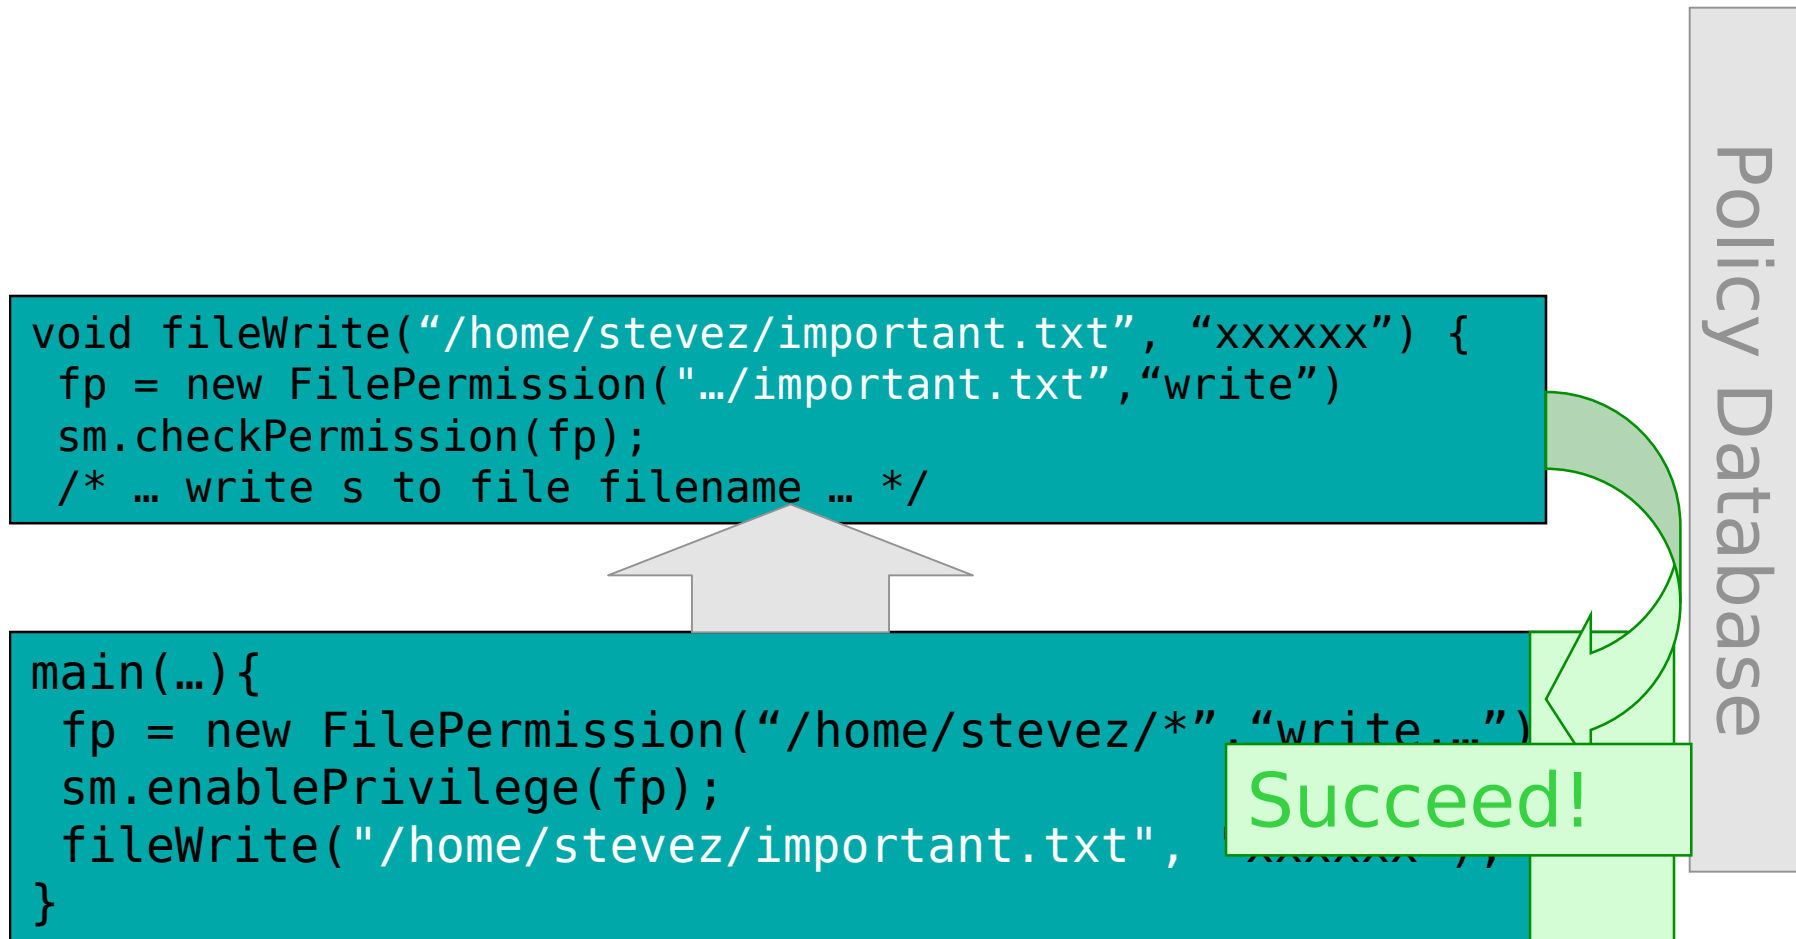 void fileWrite(“/home/stevez/important.txt”, “xxxxxx”) {
fp = new FilePermission("…/important.txt”,“write”)
sm.checkPermission(fp);
/* … write s to file filename … */
main(…){
fp = new FilePermission(“/home/stevez/*”,“write,…”)
sm.enablePrivilege(fp);
fileWrite("/home/stevez/important.txt", “xxxxxx”);
}
Succeed!
Policy Database